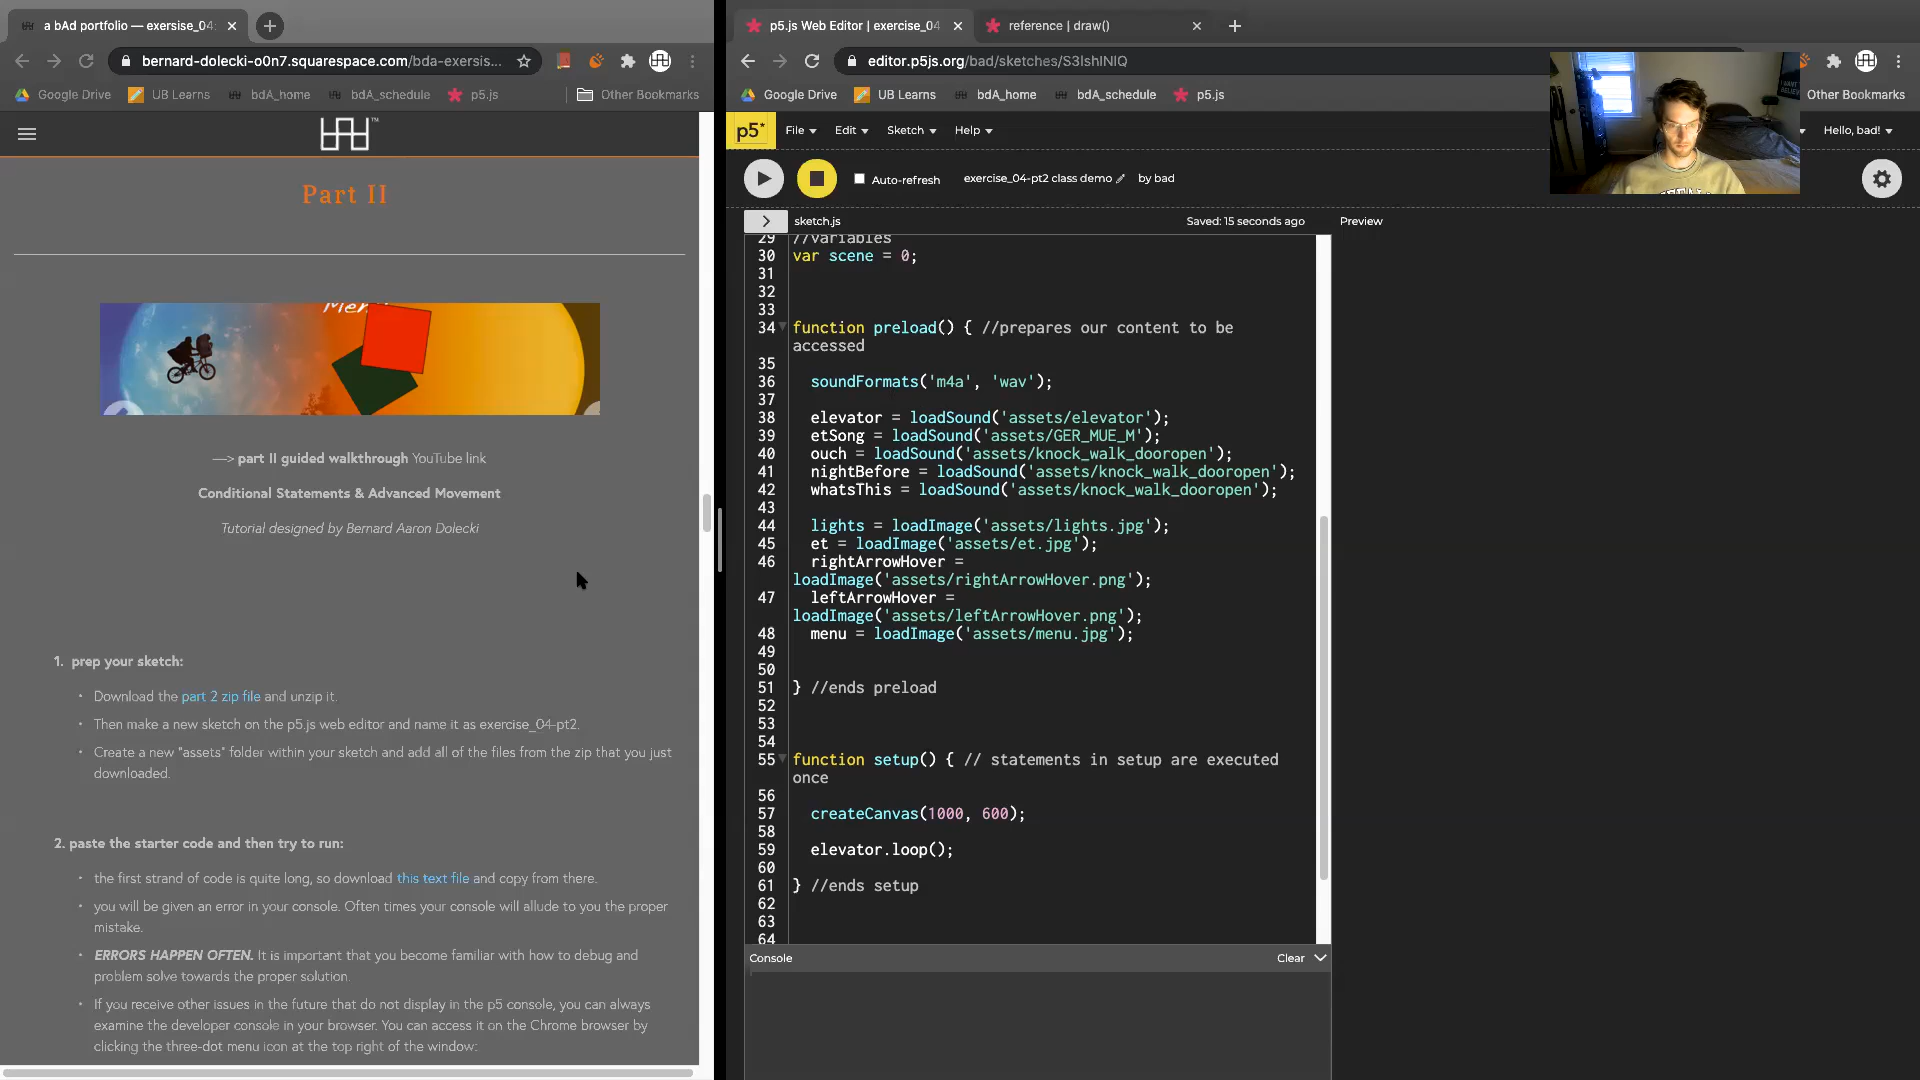 a bAd portfolio — exersise_04
bernard-dolecki-o0n7.squarespace.com/bda-exersis...
Google Drive
UB Learns
bdA_home
bdA_schedule
p5.js
Other Bookmarks
Part II
Men
—> part II guided walkthrough YouTube link
Conditional Statements & Advanced Movement
Tutorial designed by Bernard Aaron Dolecki
1. prep your sketch:
• Download the part 2 zip file and unzip it.
• Then make a new sketch on the p5.js web editor and name it as exercise_04-pt2.
• Create a new "assets" folder within your sketch and add all of the files from the zip that you just
downloaded.
2. paste the starter code and then try to run:
• the first strand of code is quite long, so download this text file and copy from there.
• you will be given an error in your console. Often times your console will allude to you the proper
mistake.
• ERRORS HAPPEN OFTEN. It is important that you become familiar with how to debug and
problem solve towards the proper solution.
• If you receive other issues in the future that do not display in the p5 console, you can always
examine the developer console in your browser. You can access it on the Chrome browser by
clicking the three-dot menu icon at the top right of the window:
p5.js Web Editor | exercise_04
reference | draw()
editor.p5js.org/bad/sketches/S3IshINIQ
Google Drive
UB Learns
bdA_home
bdA_schedule
p5.js
Other Bookmarks
p5*
File
Edit
Sketch
Help
Hello, bad!
Auto-refresh
exercise_04-pt2 class demo
by bad
sketch.js
Saved: 15 seconds ago
Preview
29 //variables
30 var scene = 0;
31
32
33
34 function preload() { //prepares our content to be
accessed
35
36 soundFormats('m4a', 'wav');
37
38 elevator = loadSound('assets/elevator');
39 etSong = loadSound('assets/GER_MUE_M');
40 ouch = loadSound('assets/knock_walk_dooropen');
41 nightBefore = loadSound('assets/knock_walk_dooropen');
42 whatsThis = loadSound('assets/knock_walk_dooropen');
43
44 lights = loadImage('assets/lights.jpg');
45 et = loadImage('assets/et.jpg');
46 rightArrowHover =
loadImage('assets/rightArrowHover.png');
47 leftArrowHover =
loadImage('assets/leftArrowHover.png');
48 menu = loadImage('assets/menu.jpg');
49
50
51 } //ends preload
52
53
54
55 function setup() { // statements in setup are executed
once
56
57 createCanvas(1000, 600);
58
59 elevator.loop();
60
61 } //ends setup
62
63
64
Console
Clear